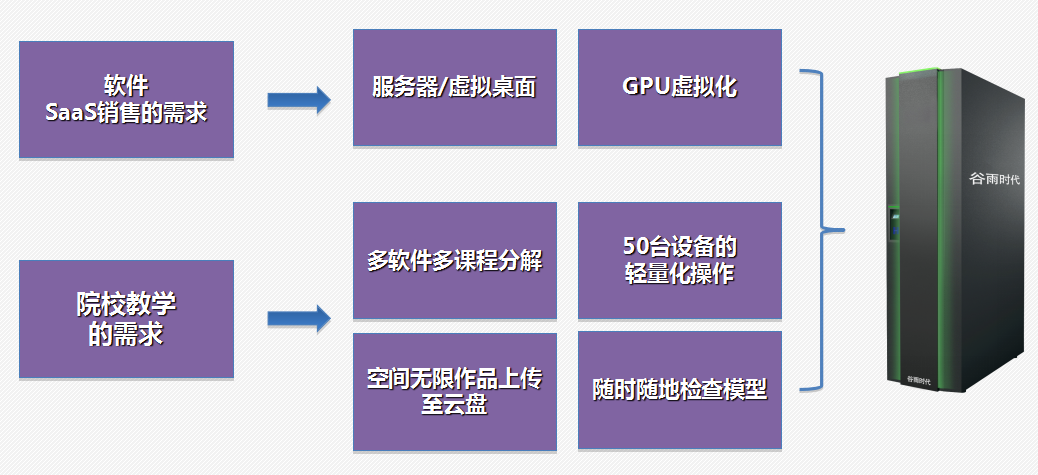 软件
SaaS销售的需求
服务器/虚拟桌面
GPU虚拟化
院校教学
的需求
多软件多课程分解
50台设备的
轻量化操作
空间无限作品上传
至云盘
随时随地检查模型
谷雨时代
谷雨时代